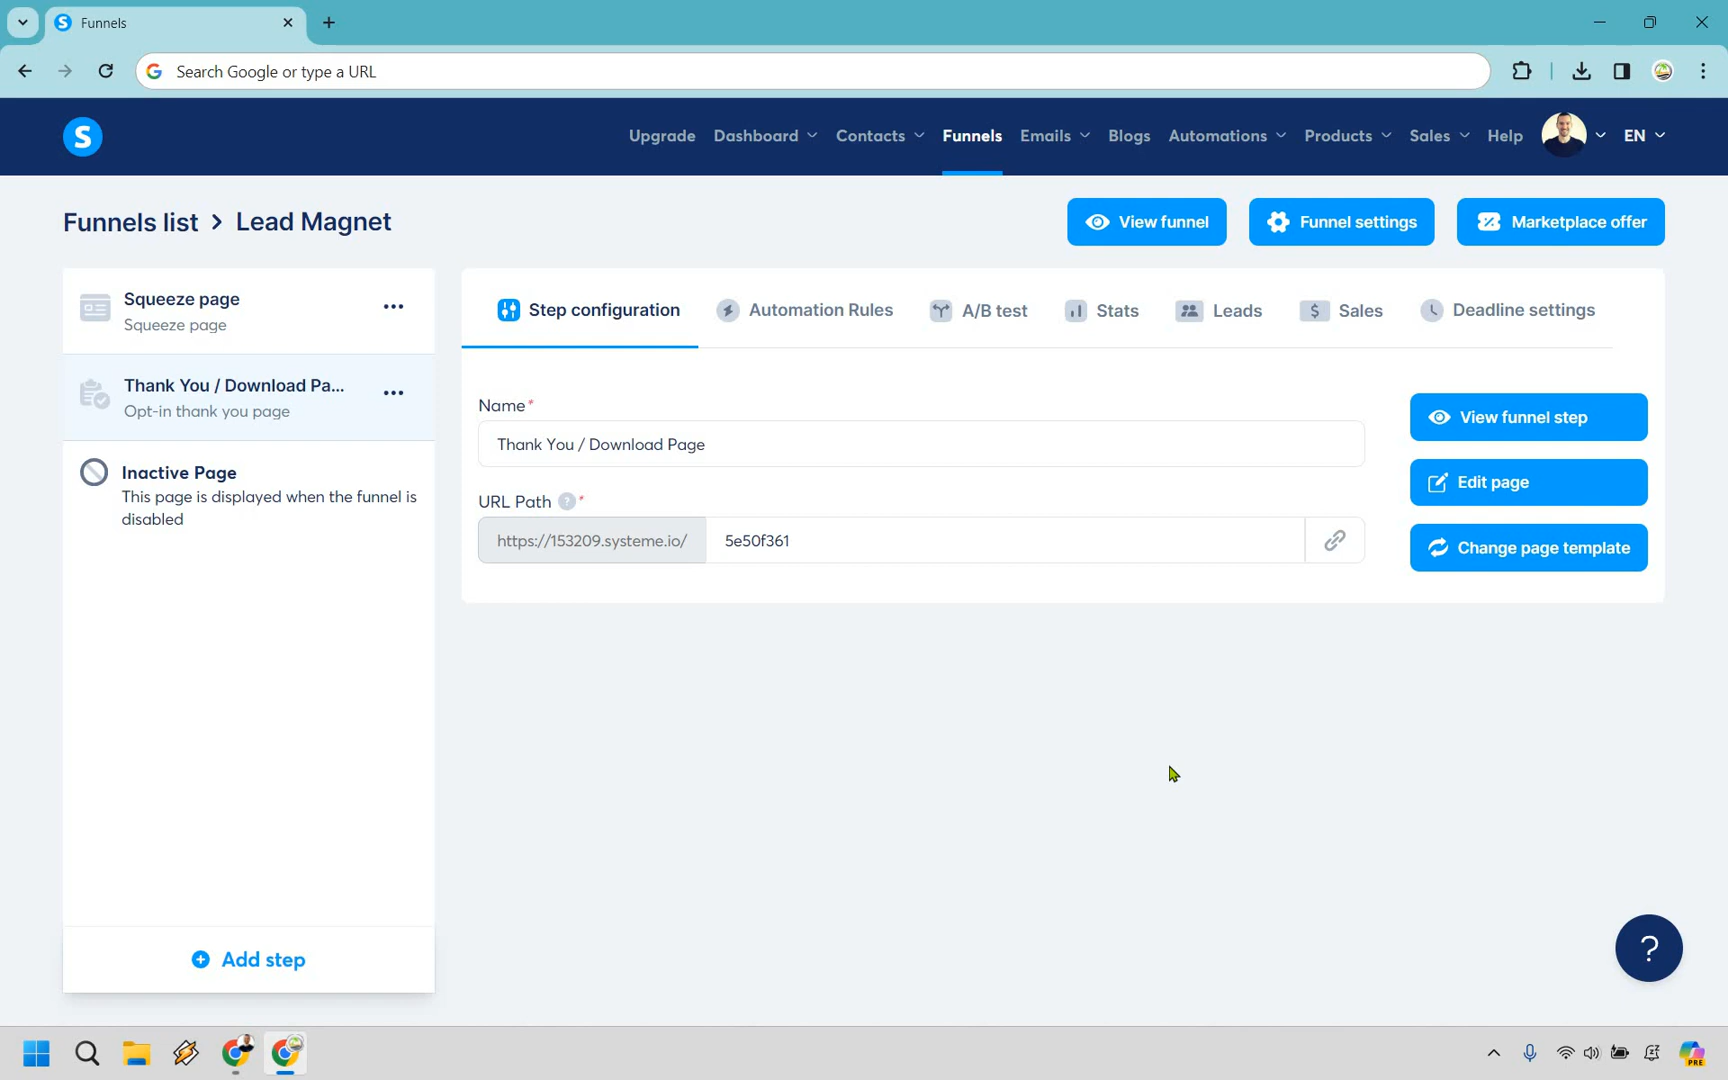 Funnels
Search Google or type a URL
S
Upgrade Dashboard Contacts Funnels Emails Blogs Automations Products Sales Help EN
Funnels list > Lead Magnet
View funnel
Funnel settings
Marketplace offer
Squeeze page
Squeeze page
Thank You / Download Pa...
Opt-in thank you page
Inactive Page
This page is displayed when the funnel is
disabled
Add step
Step configuration
Automation Rules
A/B test
Stats
Leads
Sales
Deadline settings
Name*
Thank You / Download Page
URL Path ? *
https://153209.systeme.io/ 5e50f361
View funnel step
Edit page
Change page template
?
PRE